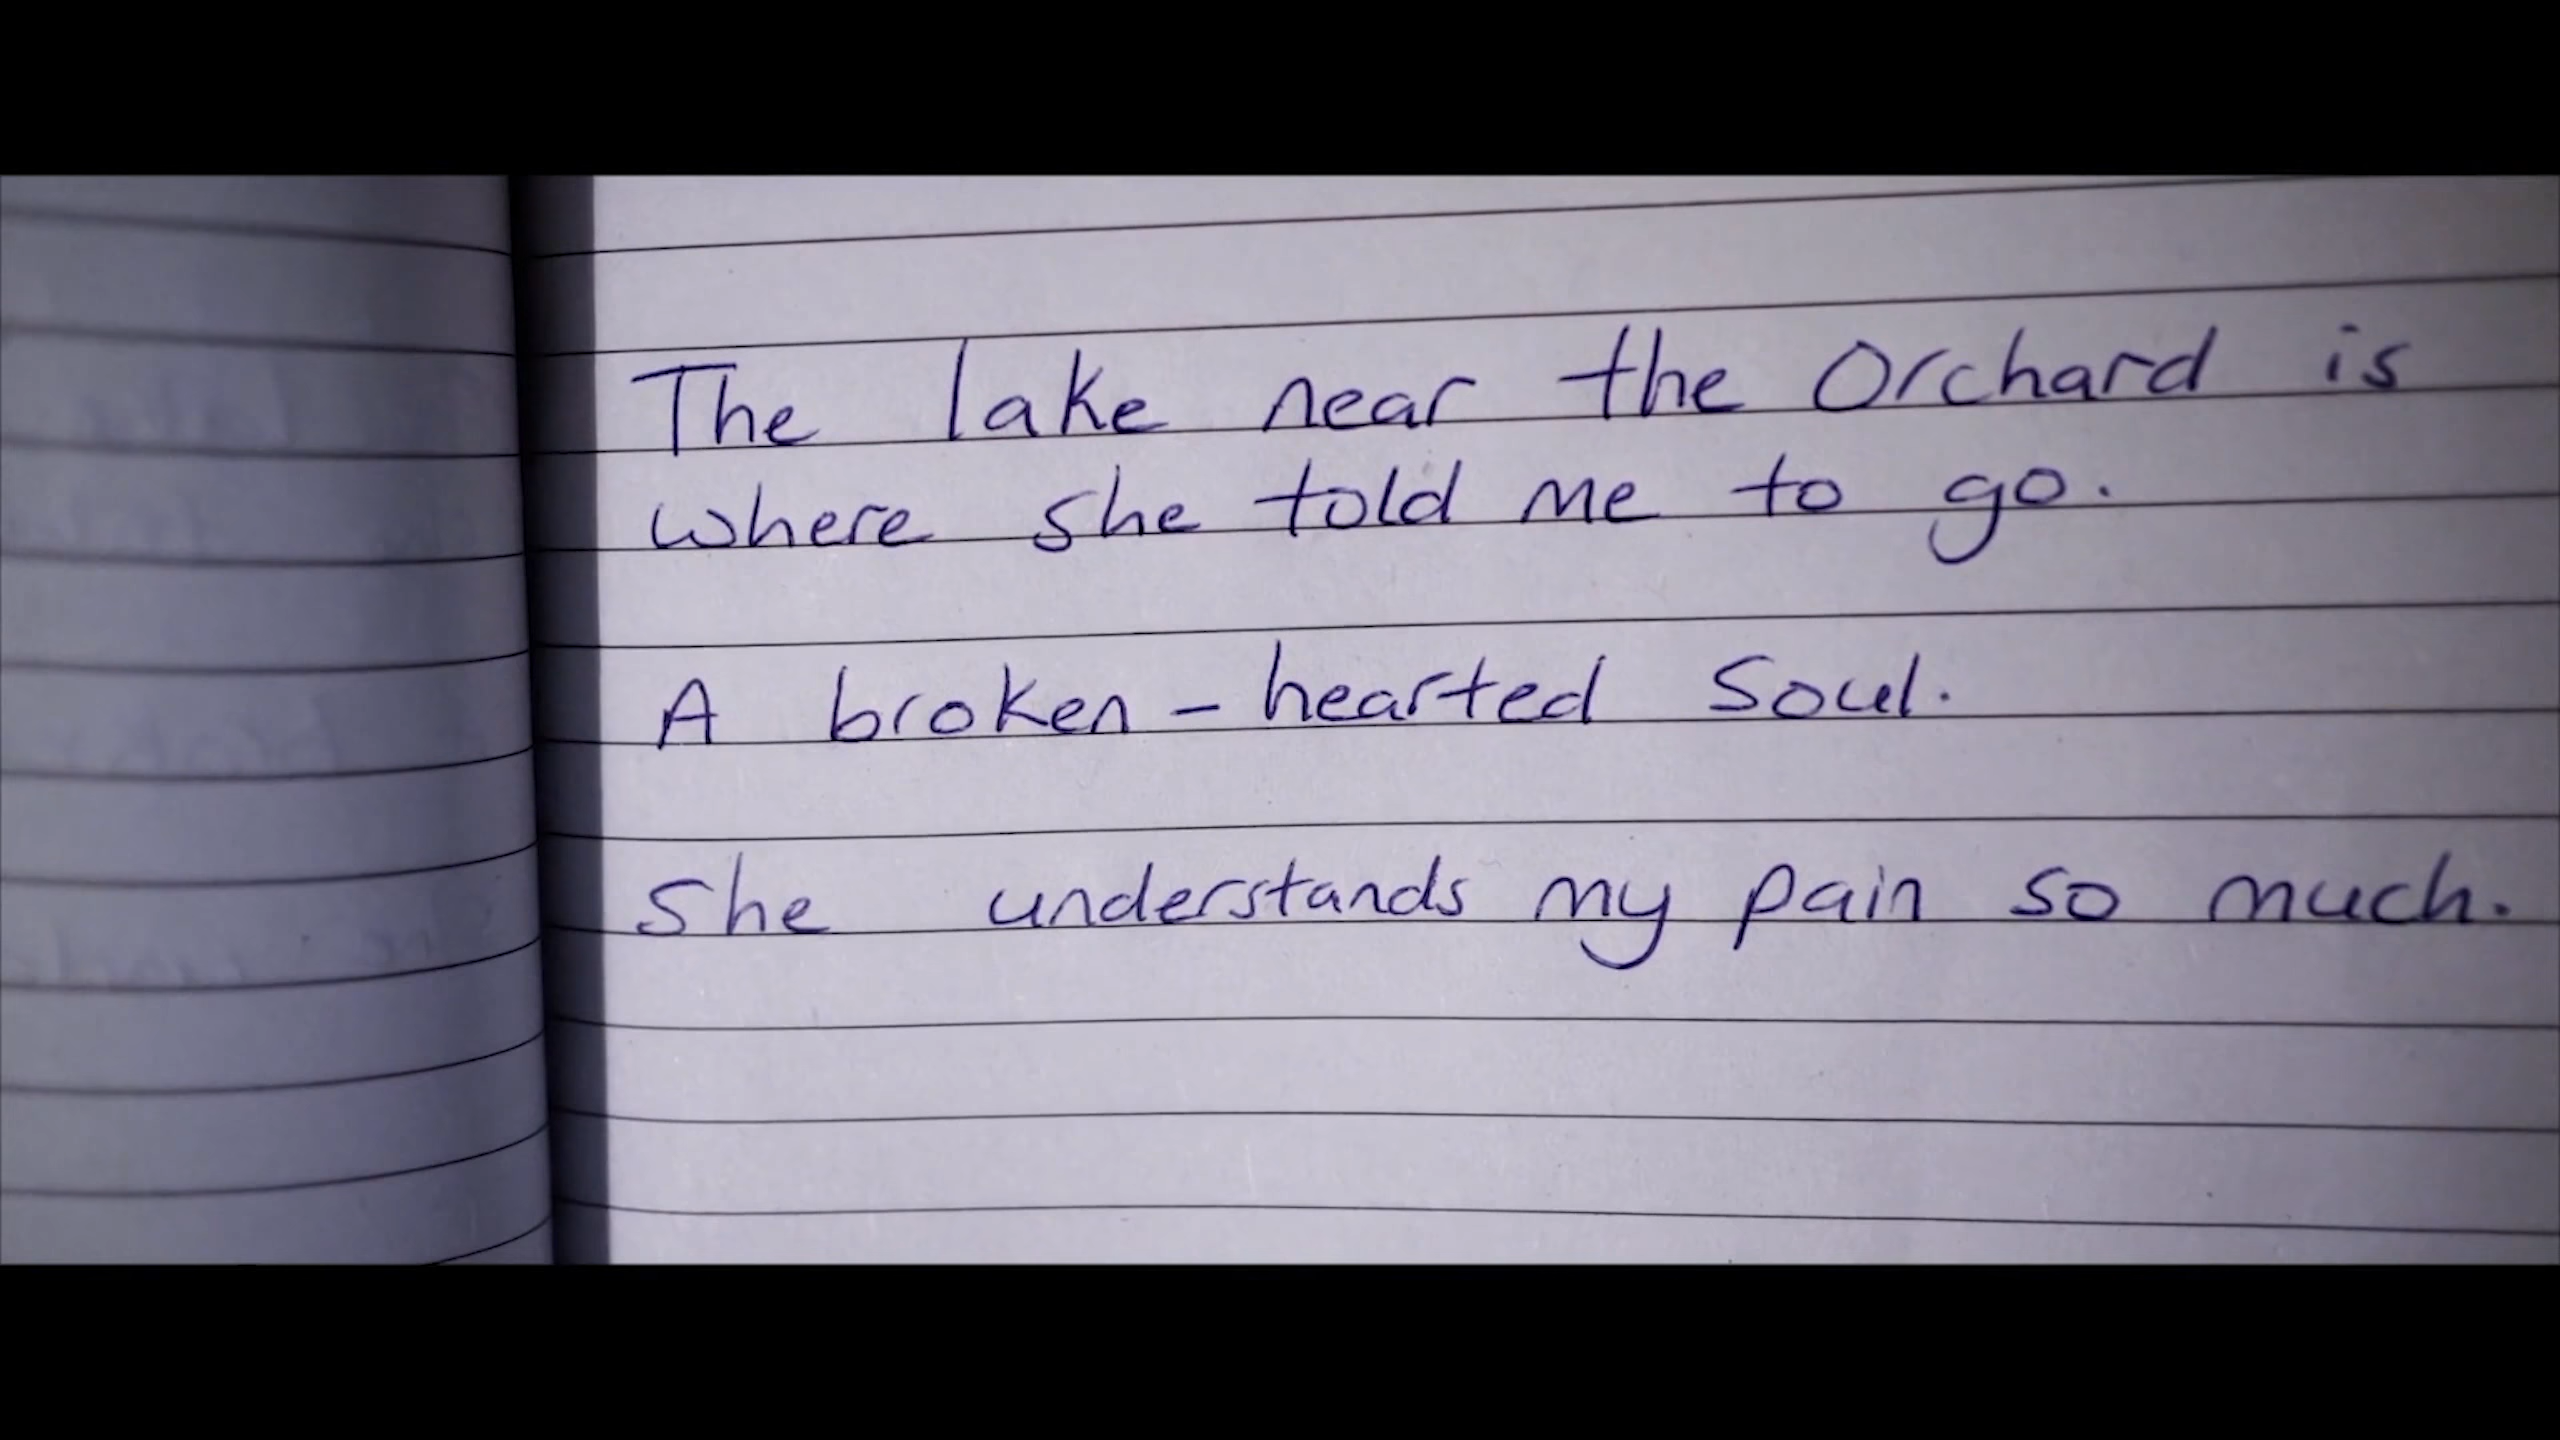 The lake near the Orchard is
where she told me to go.
A broken - hearted soul.
She understands my pain so much.